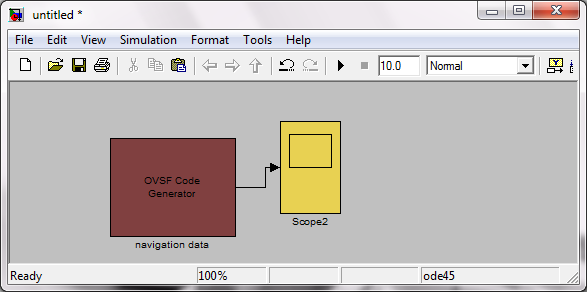 untitled *
File Edit View Simulation Format Tools Help
10.0 Normal
OVSF Code
Generator
navigation data
Scope2
Ready 100% ode45